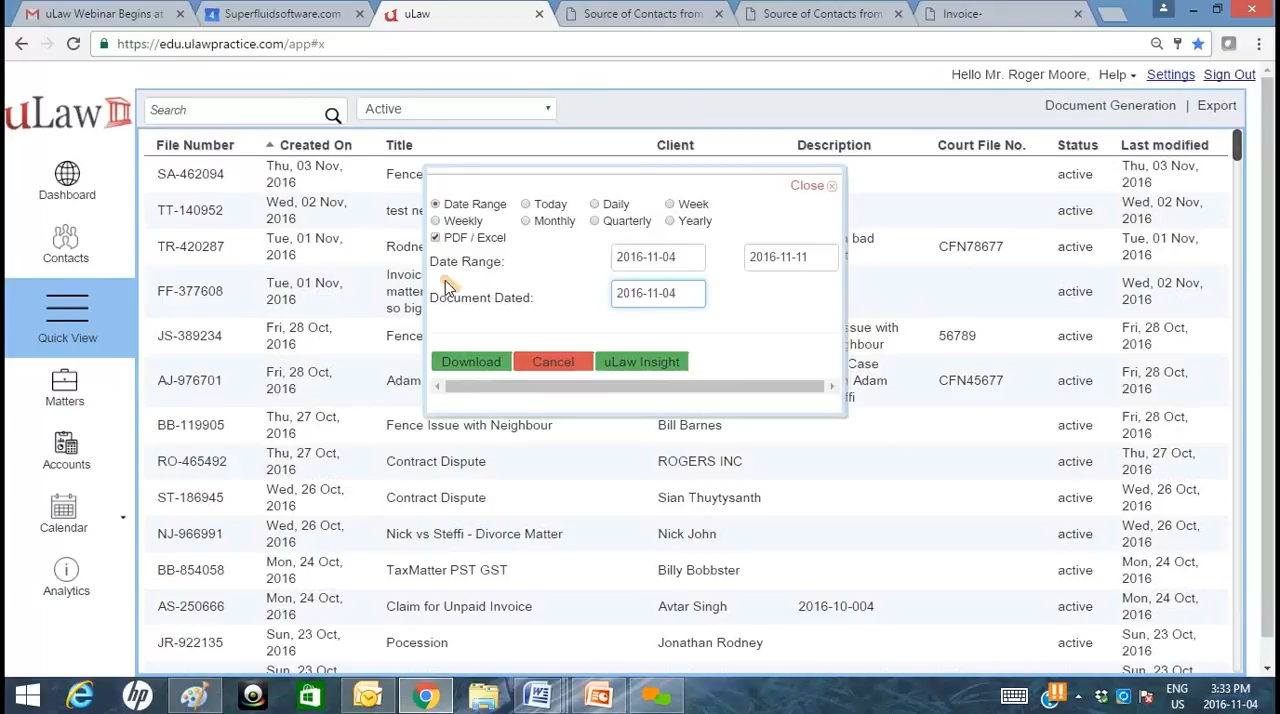 uLaw Webinar Begins at
Superfluidsoftware.com
uLaw
Source of Contacts from
Source of Contacts from
Invoice-
https://edu.ulawpractice.com/app#x
Hello Mr. Roger Moore, Help Settings Sign Out
uLaw
Search
Active
Document Generation | Export
File Number Created On Title Client Description Court File No. Status Last modified
SA-462094 Thu, 03 Nov, 2016 Fence active Thu, 03 Nov, 2016
TT-140952 Wed, 02 Nov, 2016 test ne active Wed, 02 Nov, 2016
TR-420287 Tue, 01 Nov, 2016 Rodne bad CFN78677 active Tue, 01 Nov, 2016
FF-377608 Tue, 01 Nov, 2016 Invoic matter so big active Tue, 01 Nov, 2016
JS-389234 Fri, 28 Oct, 2016 Fence ssue with hbour 56789 active Fri, 28 Oct, 2016
AJ-976701 Fri, 28 Oct, 2016 Adam Case Adam ffi CFN45677 active Fri, 28 Oct, 2016
BB-119905 Thu, 27 Oct, 2016 Fence Issue with Neighbour Bill Barnes active Fri, 28 Oct, 2016
RO-465492 Thu, 27 Oct, 2016 Contract Dispute ROGERS INC active Thu, 27 Oct, 2016
ST-186945 Wed, 26 Oct, 2016 Contract Dispute Sian Thuytysanth active Wed, 26 Oct, 2016
NJ-966991 Wed, 26 Oct, 2016 Nick vs Steffi - Divorce Matter Nick John active Wed, 26 Oct, 2016
BB-854058 Mon, 24 Oct, 2016 TaxMatter PST GST Billy Bobbster active Mon, 24 Oct, 2016
AS-250666 Mon, 24 Oct, 2016 Claim for Unpaid Invoice Avtar Singh 2016-10-004 active Mon, 24 Oct, 2016
JR-922135 Sun, 23 Oct, 2016 Pocession Jonathan Rodney active Sun, 23 Oct, 2016
Sun, 23 Sun, 23
Close
Date Range Today Daily Week
Weekly Monthly Quarterly Yearly
PDF / Excel
Date Range: 2016-11-04 2016-11-11
Document Dated: 2016-11-04
Download Cancel uLaw Insight
Dashboard
Contacts
Quick View
Matters
Accounts
Calendar
Analytics
ENG 3:33 PM
US 2016-11-04